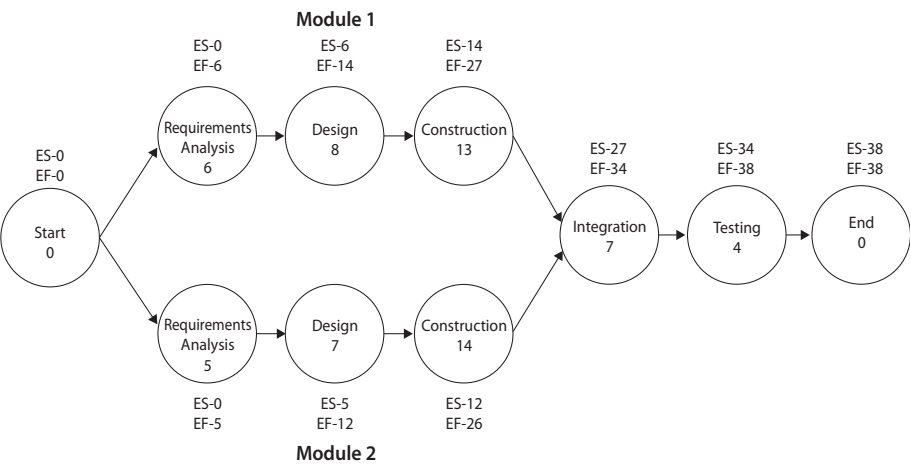 Module 1
ES-0
EF-6
ES-6
EF-14
ES-14
EF-27
Requirements
Analysis
6
Design
8
Construction
13
ES-0
EF-0
Start
0
ES-27
EF-34
Integration
7
ES-34
EF-38
Testing
4
ES-38
EF-38
End
0
Requirements
Analysis
5
Design
7
Construction
14
ES-0
EF-5
ES-5
EF-12
ES-12
EF-26
Module 2